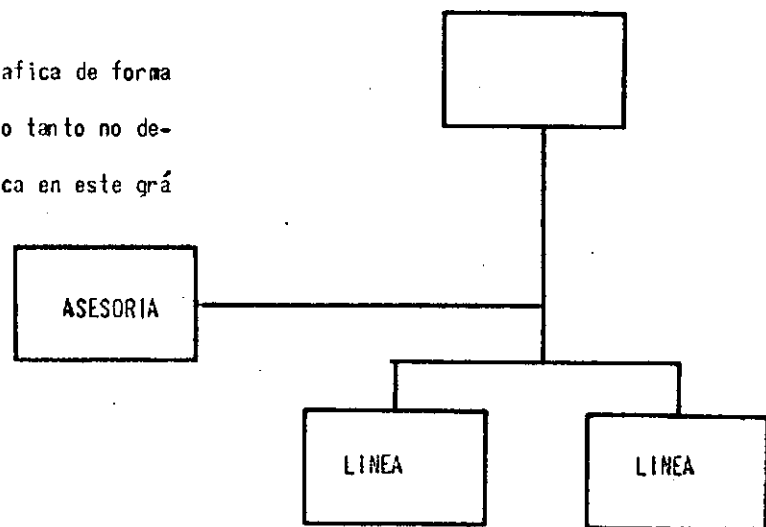 afica de forma
o tanto no de-
ca en este grá
ASESORIA
LINEA
LINEA